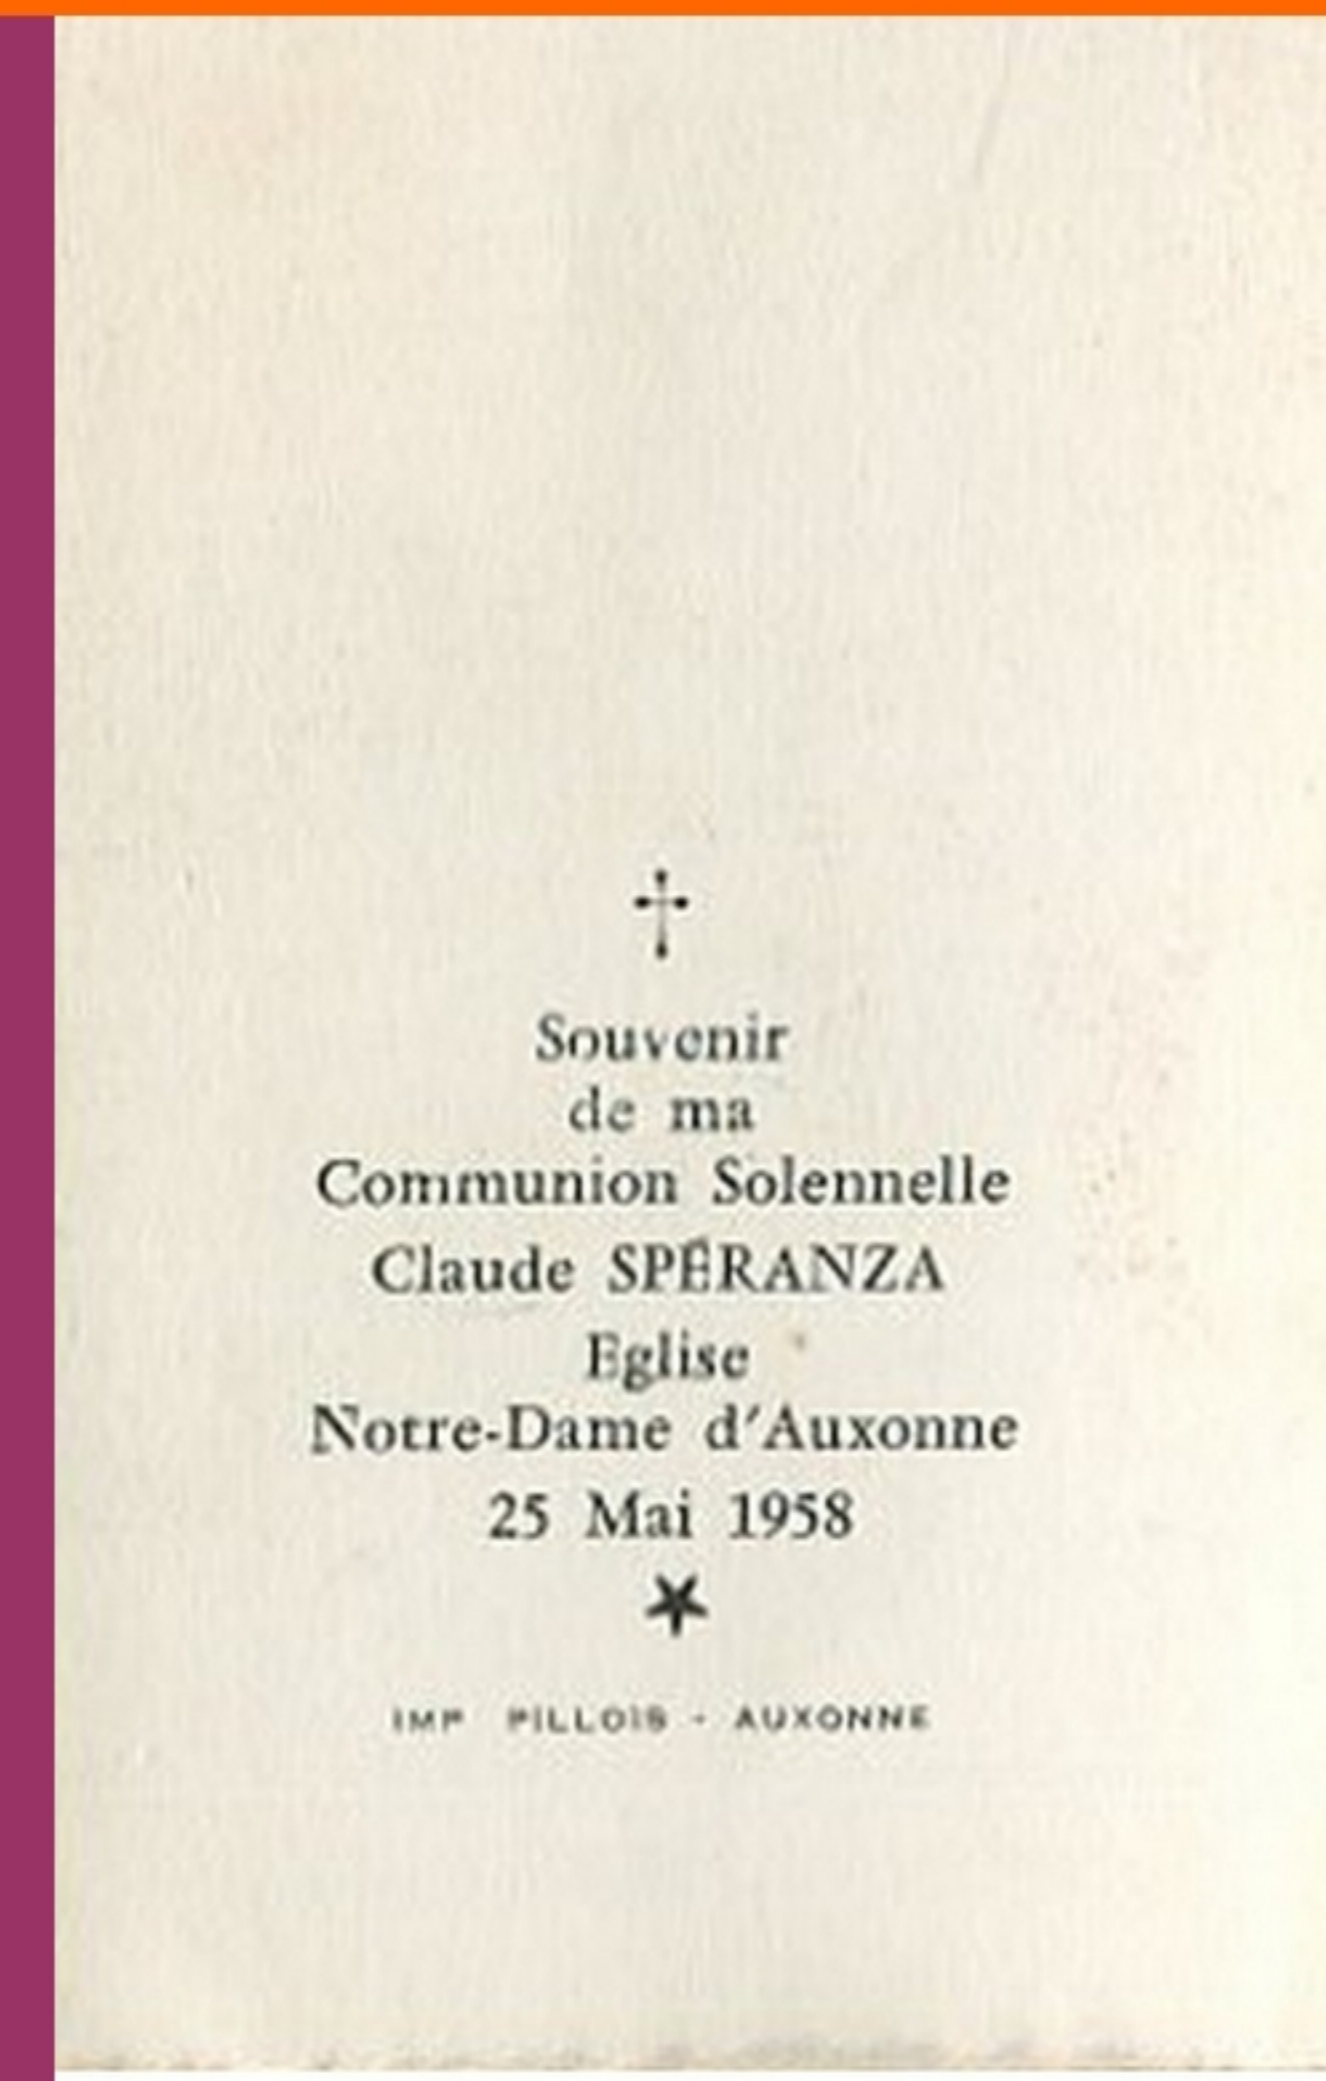 Souvenir
de ma
Communion Solennelle
Claude SPÉRANZA
Eglise
Notre-Dame d'Auxonne
25 Mai 1958
IMP PILLOIS - AUXONNE